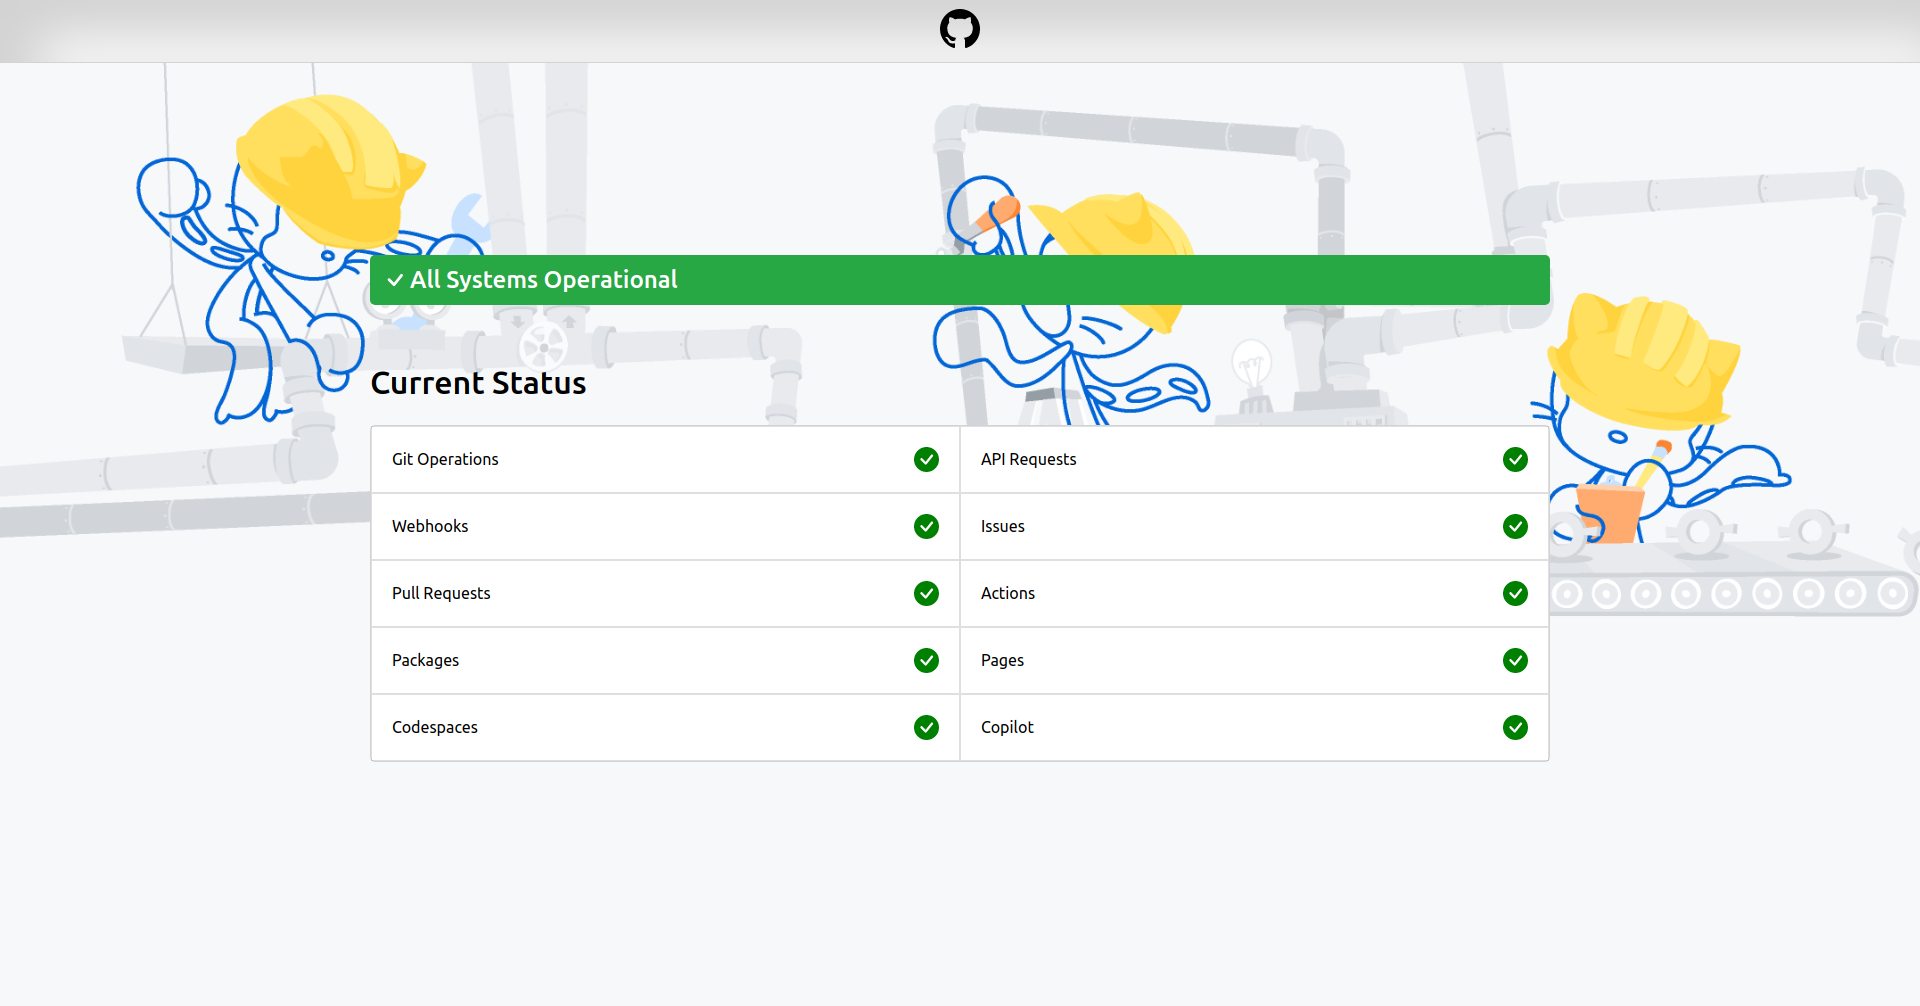 All Systems Operational
Current Status
Git Operations
API Requests
Webhooks
Issues
Pull Requests
Actions
Packages
Pages
Codespaces
Copilot